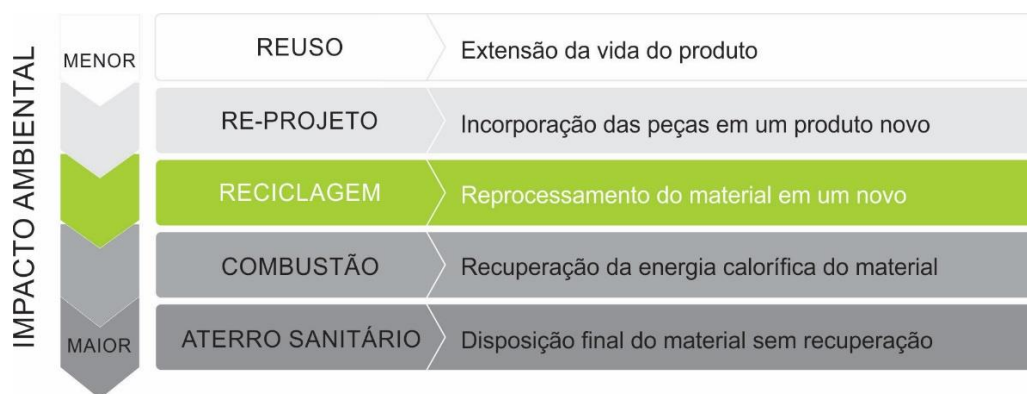 IMPACTO AMBIENTAL
MENOR
REUSO
Extensão da vida do produto
RE-PROJETO
Incorporação das peças em um produto novo
RECICLAGEM
Reprocessamento do material em um novo
COMBUSTÃO
Recuperação da energia calorífica do material
MAIOR
ATERRO SANITÁRIO
Disposição final do material sem recuperação